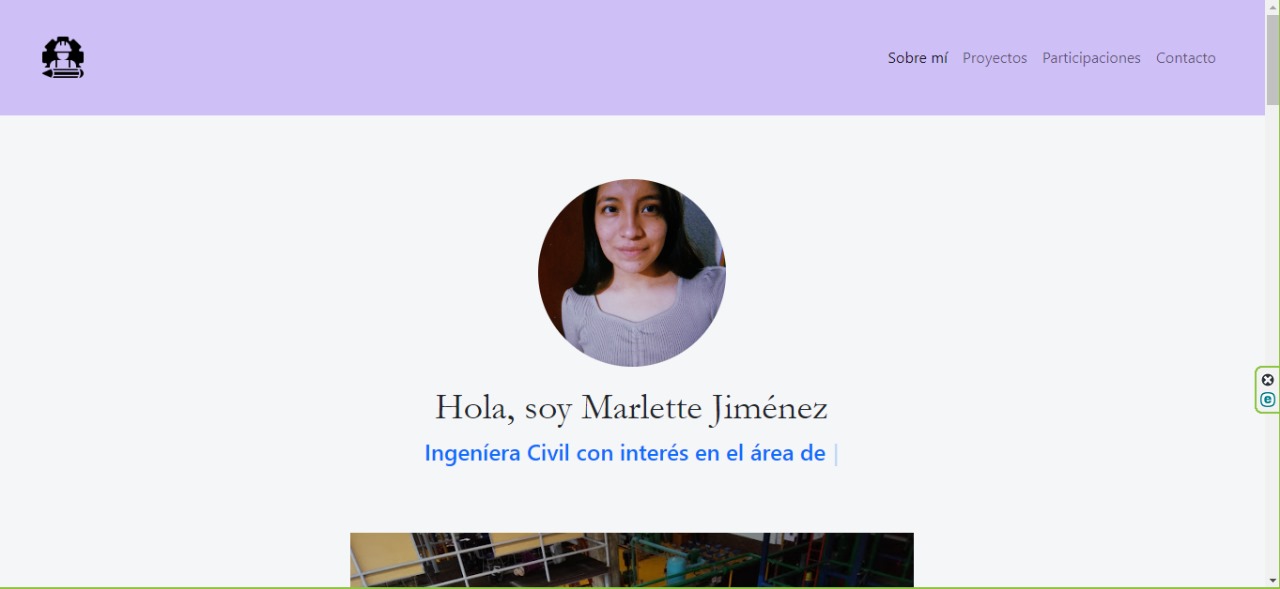 Sobre mí Proyectos Participaciones Contacto
Hola, soy Marlette Jiménez
Ingeníera Civil con interés en el área de |
e